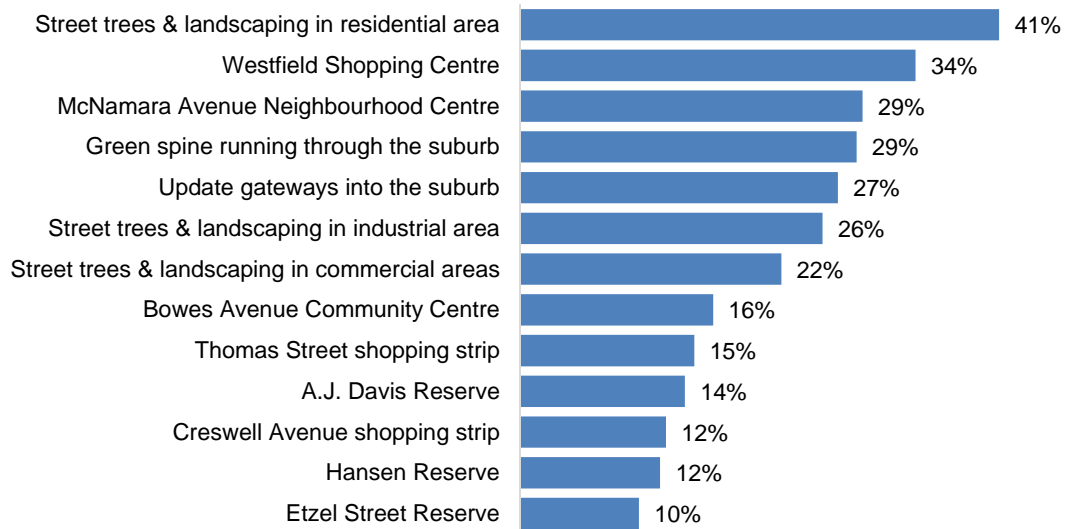 Street trees & landscaping in residential area 41%
Westfield Shopping Centre 34%
McNamara Avenue Neighbourhood Centre 29%
Green spine running through the suburb 29%
Update gateways into the suburb 27%
Street trees & landscaping in industrial area 26%
Street trees & landscaping in commercial areas 22%
Bowes Avenue Community Centre 16%
Thomas Street shopping strip 15%
A.J. Davis Reserve 14%
Creswell Avenue shopping strip 12%
Hansen Reserve 12%
Etzel Street Reserve 10%